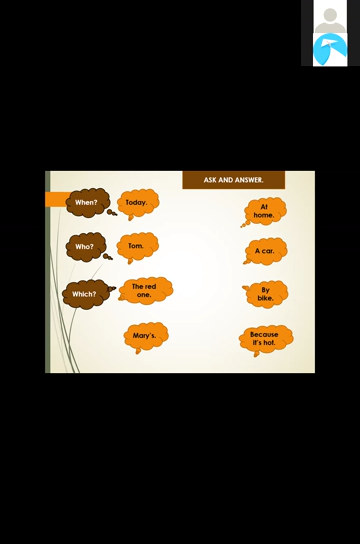 ASK AND ANSWER.
When?
Today.
At
home.
Who?
Tom.
A car.
Which?
The red
one.
By
bike.
Mary's.
Because
it's hot.